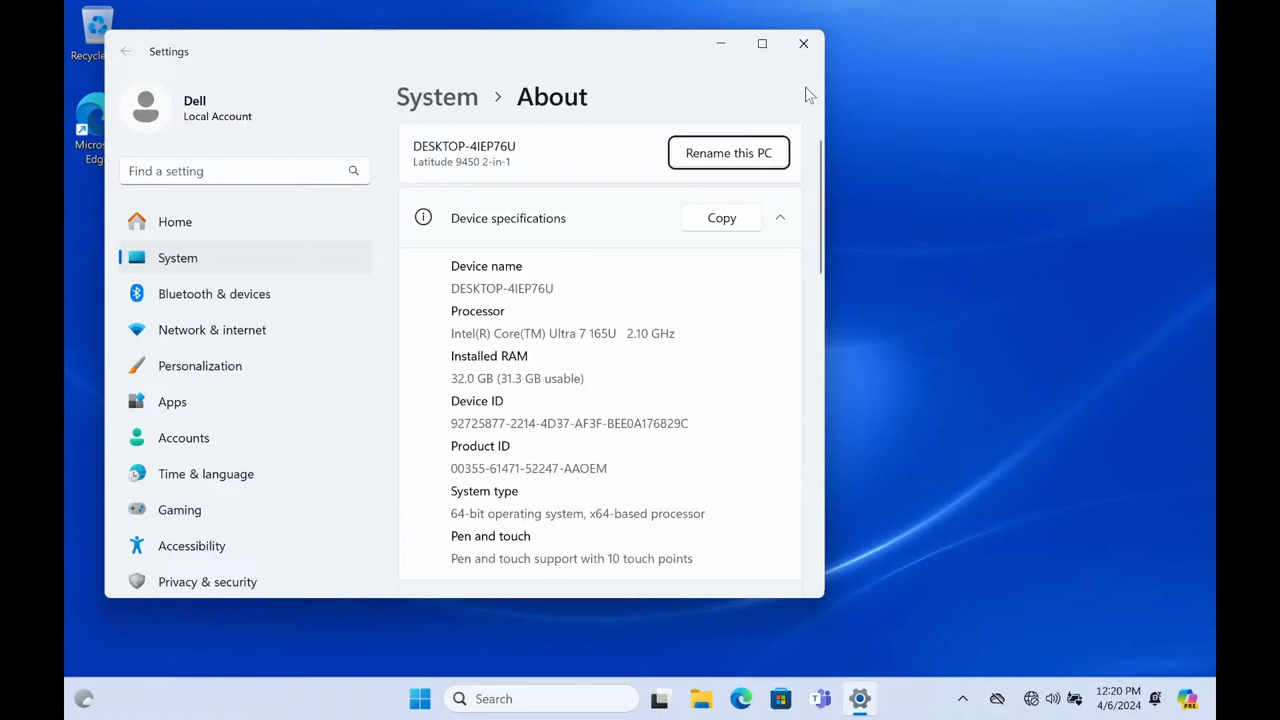 Recycle
Micros
Edg
Settings
Dell
Local Account
Find a setting
Home
System
Bluetooth & devices
Network & internet
Personalization
Apps
Accounts
Time & language
Gaming
Accessibility
Privacy & security
System > About
DESKTOP-4IEP76U
Latitude 9450 2-in-1
Rename this PC
Device specifications
Copy
Device name
DESKTOP-4IEP76U
Processor
Intel(R) Core(TM) Ultra 7 165U 2.10 GHz
Installed RAM
32.0 GB (31.3 GB usable)
Device ID
92725877-2214-4D37-AF3F-BEE0A176829C
Product ID
00355-61471-52247-AAOEM
System type
64-bit operating system, x64-based processor
Pen and touch
Pen and touch support with 10 touch points
Search
12:20 PM
4/6/2024
PRE